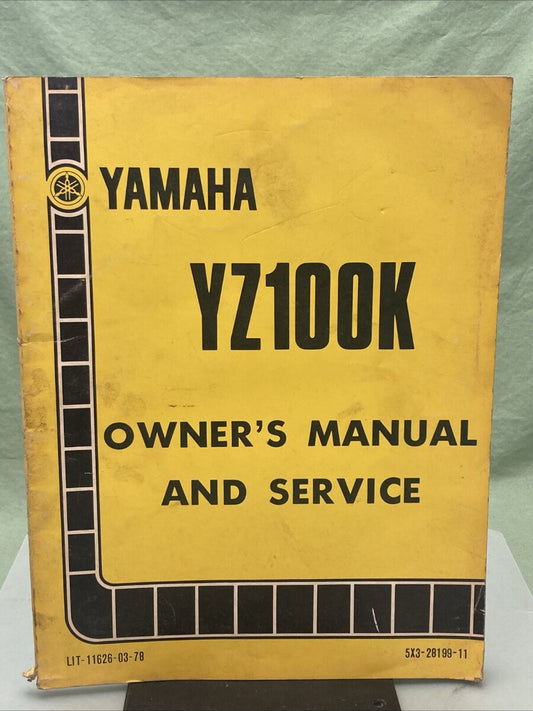 YAMAHA
YZ100K
OWNER'S MANUAL
AND SERVICE
LIT-11626-03-78
5X3-28199-11